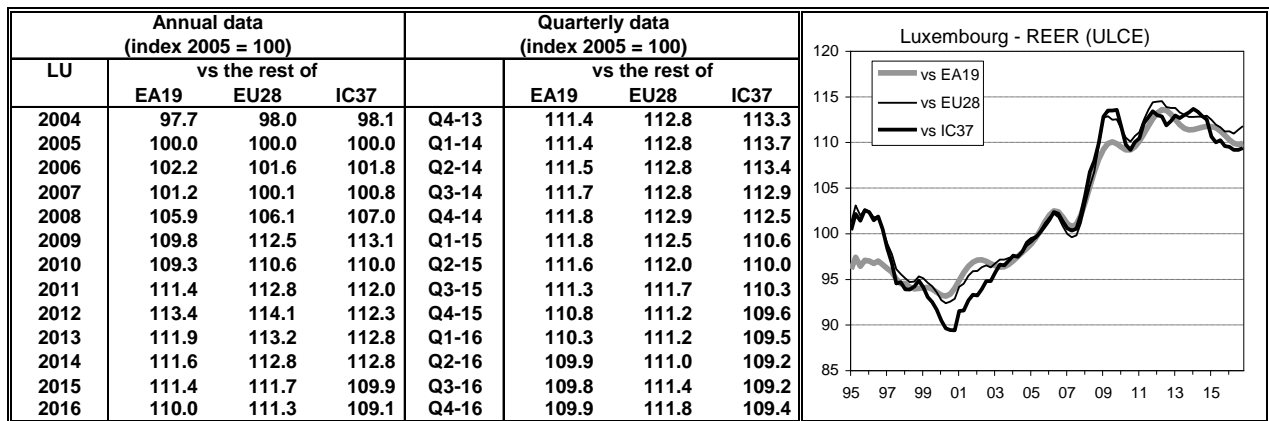 Annual data Quarterly data
(index 2005 = 100) (index 2005 = 100)
LU vs the rest of vs the rest of
EA19 EU28 IC37 EA19 EU28 IC37
2004 97.7 98.0 98.1 Q4-13 111.4 112.8 113.3
2005 100.0 100.0 100.0 Q1-14 111.4 112.8 113.7
2006 102.2 101.6 101.8 Q2-14 111.5 112.8 113.4
2007 101.2 100.1 100.8 Q3-14 111.7 112.8 112.9
2008 105.9 106.1 107.0 Q4-14 111.8 112.9 112.5
2009 109.8 112.5 113.1 Q1-15 111.8 112.5 110.6
2010 109.3 110.6 110.0 Q2-15 111.6 112.0 110.0
2011 111.4 112.8 112.0 Q3-15 111.3 111.7 110.3
2012 113.4 114.1 112.3 Q4-15 110.8 111.2 109.6
2013 111.9 113.2 112.8 Q1-16 110.3 111.2 109.5
2014 111.6 112.8 112.8 Q2-16 109.9 111.0 109.2
2015 111.4 111.7 109.9 Q3-16 109.8 111.4 109.2
2016 110.0 111.3 109.1 Q4-16 109.9 111.8 109.4
Luxembourg - REER (ULCE)
vs EA19
vs EU28
vs IC37
120
115
110
105
100
95
90
85
95 97 99 01 03 05 07 09 11 13 15